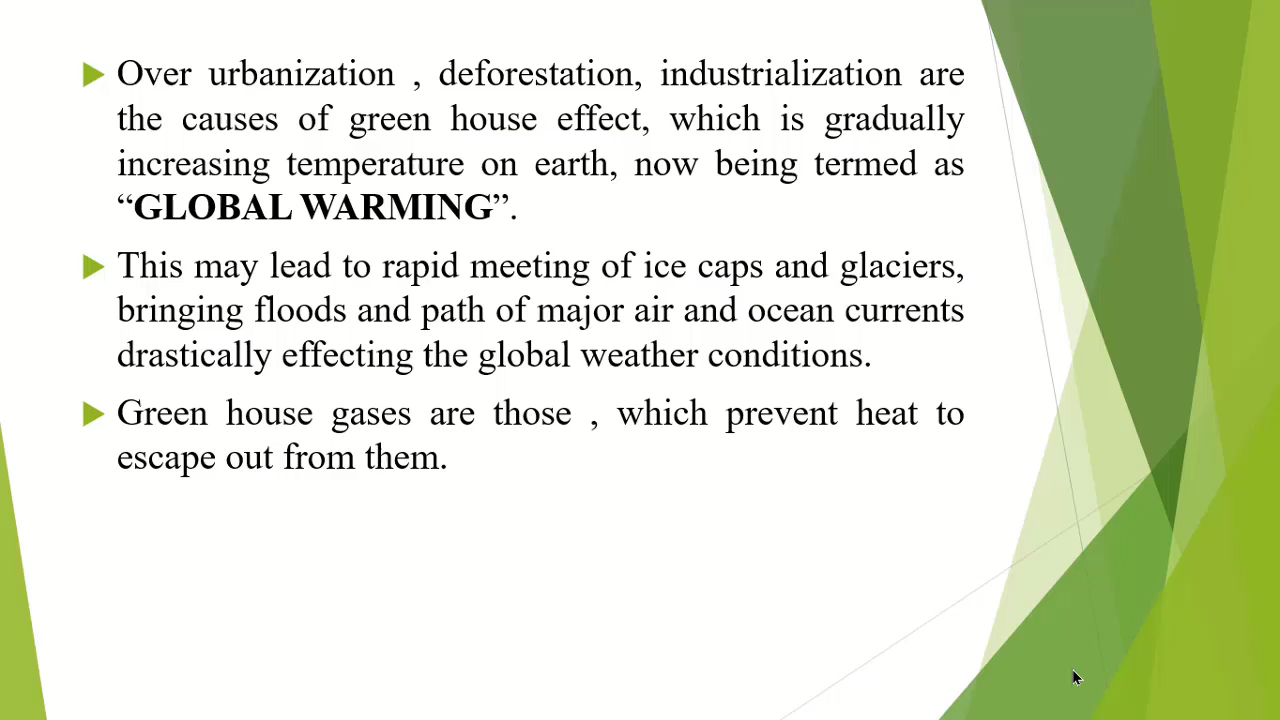 Over urbanization , deforestation, industrialization are
the causes of green house effect, which is gradually
increasing temperature on earth, now being termed as
“GLOBAL WARMING”.
This may lead to rapid meeting of ice caps and glaciers,
bringing floods and path of major air and ocean currents
drastically effecting the global weather conditions.
Green house gases are those , which prevent heat to
escape out from them.